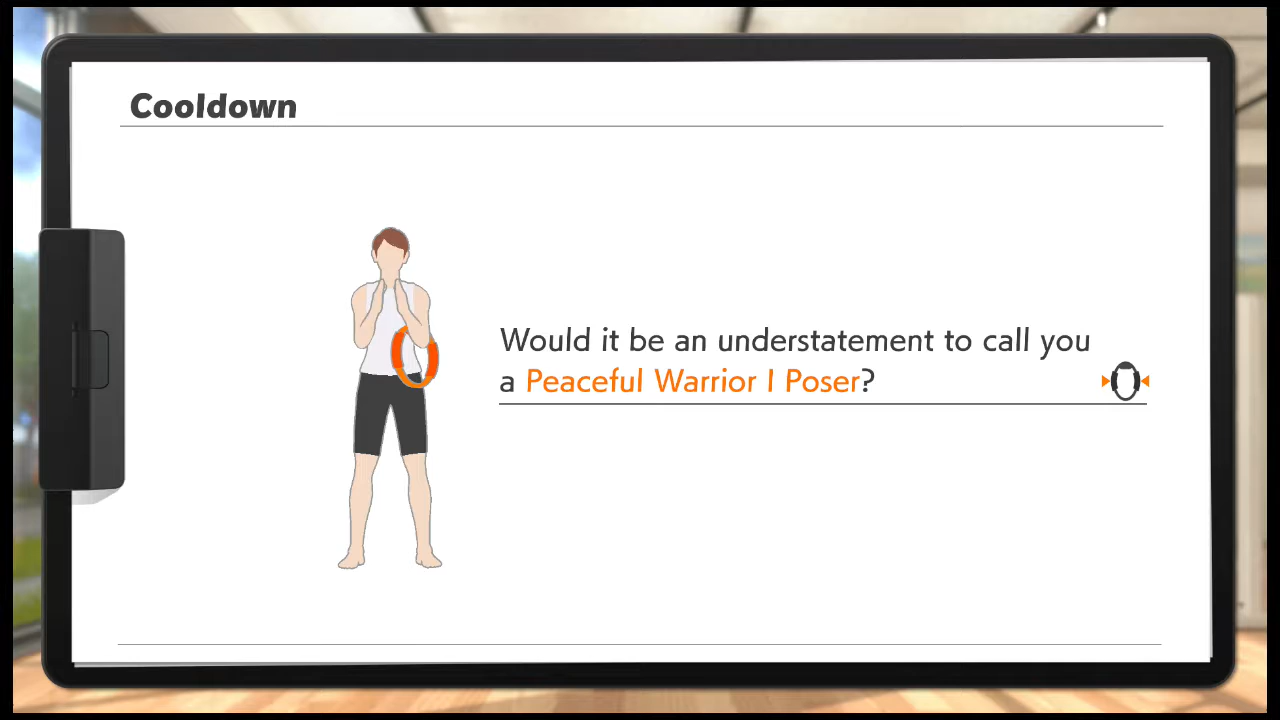 Cooldown
Would it be an understatement to call you
a Peaceful Warrior I Poser?